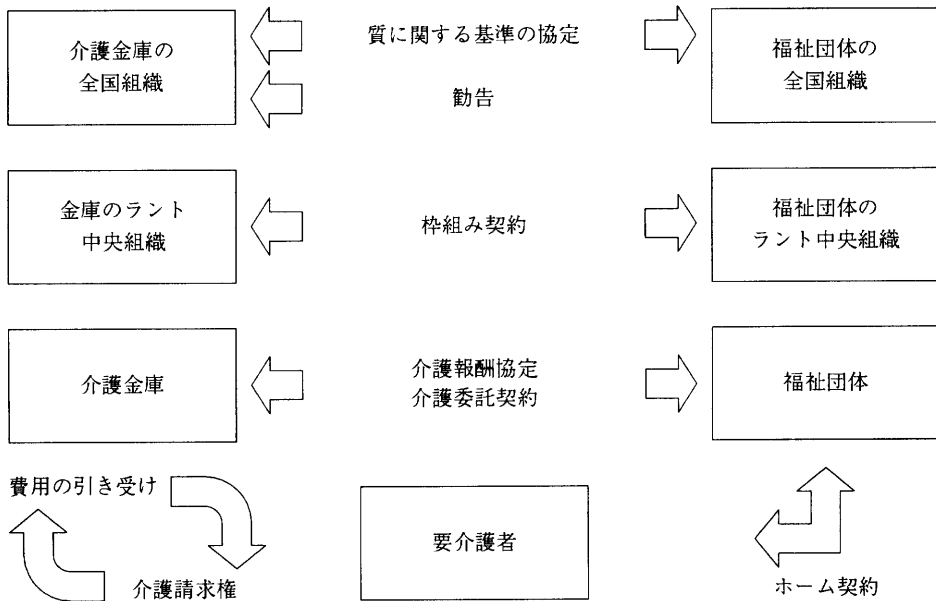 介護金庫の
全国組織
質に関する基準の協定
勧告
福祉団体の
全国組織
金庫のラント
中央組織
枠組み契約
福祉団体の
ラント中央組織
介護金庫
介護報酬協定
介護委託契約
福祉団体
費用の引き受け
介護請求権
要介護者
ホーム契約